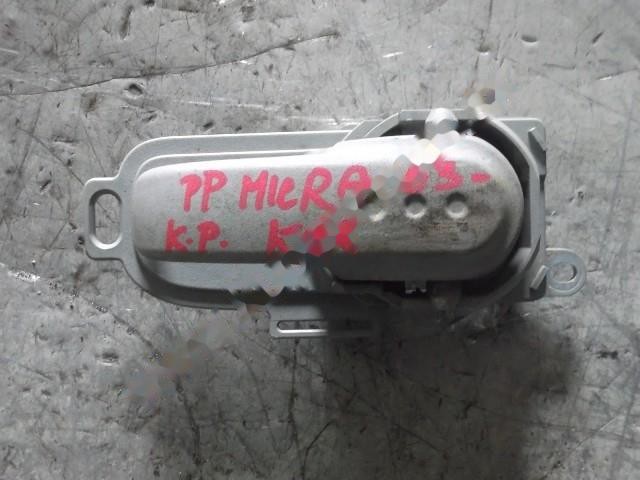 PP MICRA 03-
K.P. K12